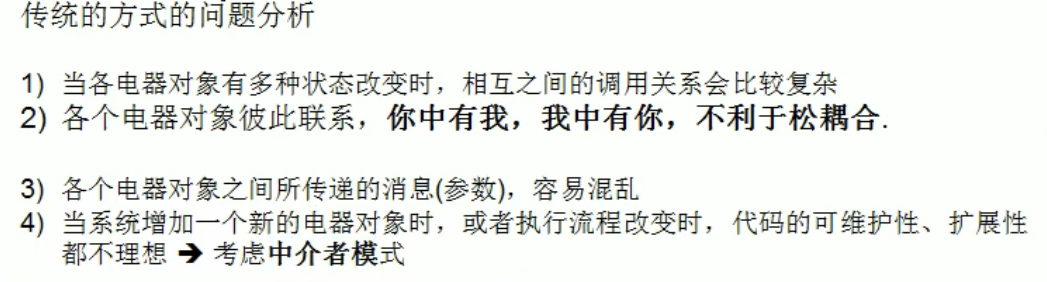 传统的方式的问题分析
1) 当各电器对象有多种状态改变时，相互之间的调用关系会比较复杂
2) 各个电器对象彼此联系，你中有我，我中有你，不利于松耦合.
3) 各个电器对象之间所传递的消息(参数)，容易混乱
4) 当系统增加一个新的电器对象时，或者执行流程改变时，代码的可维护性、扩展性
都不理想 ➔ 考虑中介者模式